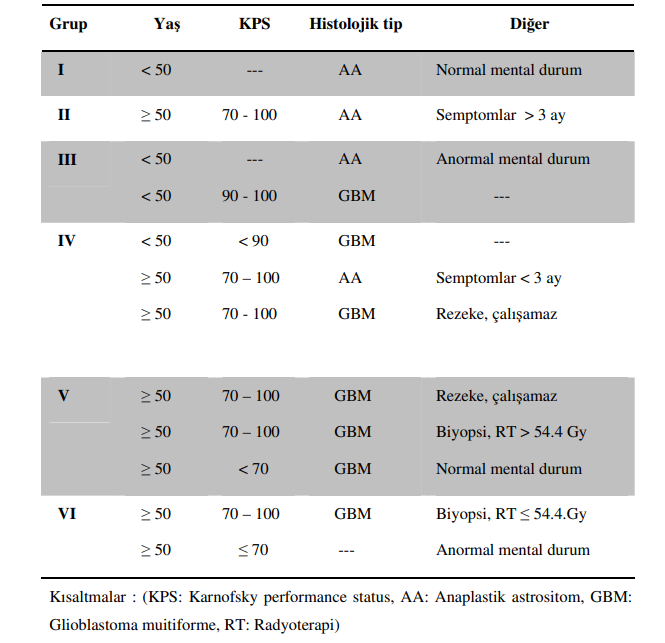 Grup Yaş KPS Histolojik tip Diğer
I < 50 --- AA Normal mental durum
II ≥ 50 70 - 100 AA Semptomlar > 3 ay
III < 50 --- AA Anormal mental durum
< 50 90 - 100 GBM ---
IV < 50 < 90 GBM ---
≥ 50 70 – 100 AA Semptomlar < 3 ay
≥ 50 70 - 100 GBM Rezeke, çalışamaz
V ≥ 50 70 – 100 GBM Rezeke, çalışamaz
≥ 50 70 – 100 GBM Biyopsi, RT > 54.4 Gy
≥ 50 < 70 GBM Normal mental durum
VI ≥ 50 70 – 100 GBM Biyopsi, RT ≤ 54.4.Gy
≥ 50 ≤ 70 --- Anormal mental durum
Kısaltmalar : (KPS: Karnofsky performance status, AA: Anaplastik astrositom, GBM:
Glioblastoma muitiforme, RT: Radyoterapi)